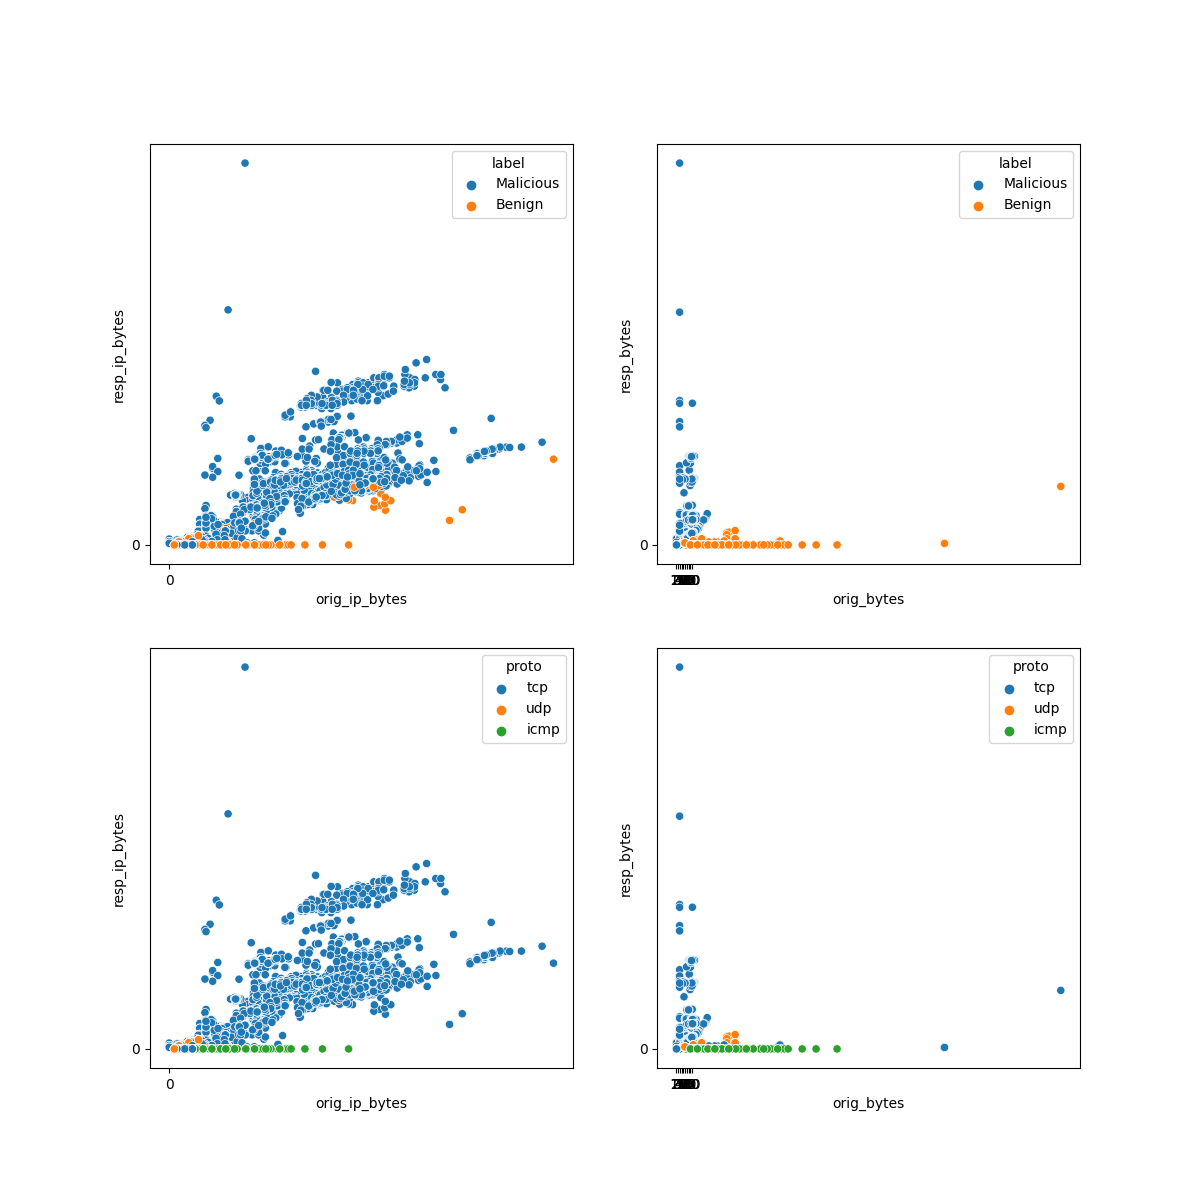 label
Malicious
Benign
resp_ip_bytes
0
0
orig_ip_bytes
label
Malicious
Benign
resp_bytes
0
orig_bytes
proto
tcp
udp
icmp
resp_ip_bytes
0
0
orig_ip_bytes
proto
tcp
udp
icmp
resp_bytes
0
orig_bytes